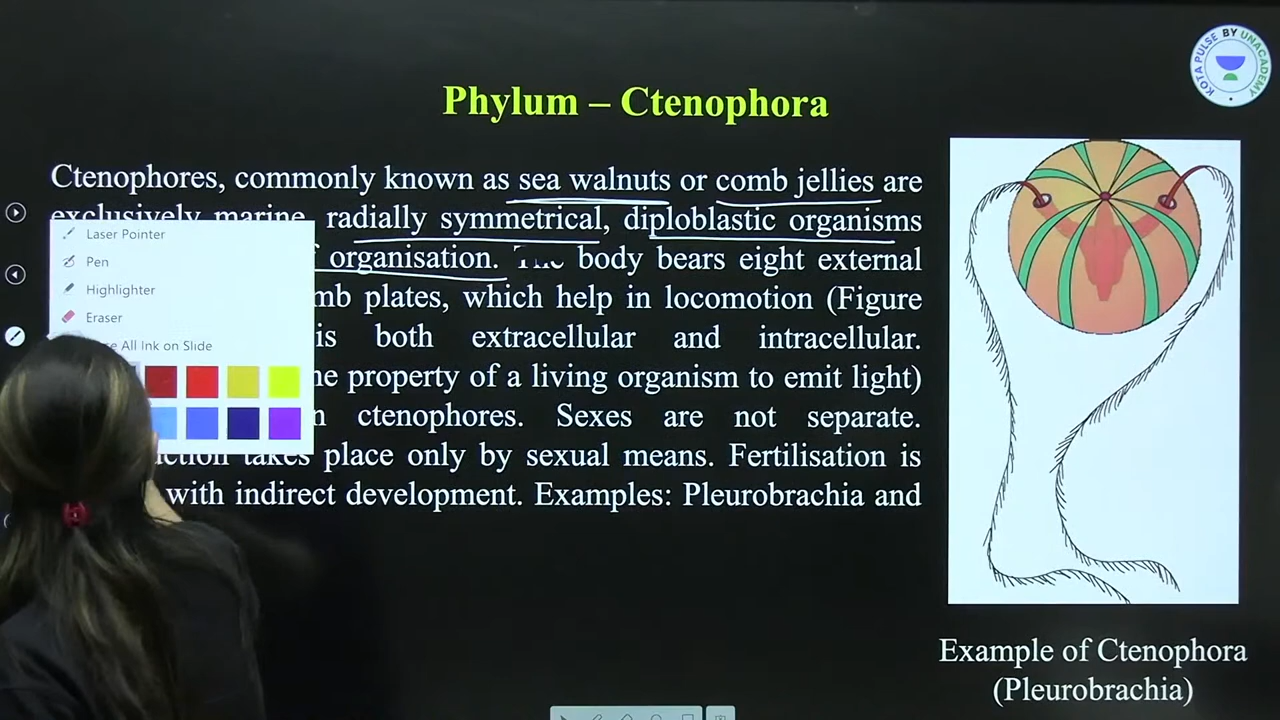 KOTA PULSE BY UNACADEMY
Phylum – Ctenophora
Ctenophores, commonly known as sea walnuts or comb jellies are
exclusively marine, radially symmetrical, diploblastic organisms
organisation. The body bears eight external
plates, which help in locomotion (Figure
is both extracellular and intracellular.
property of a living organism to emit light)
ctenophores. Sexes are not separate.
takes place only by sexual means. Fertilisation is
with indirect development. Examples: Pleurobrachia and
Laser Pointer
Pen
Highlighter
Eraser
All Ink on Slide
Example of Ctenophora
(Pleurobrachia)